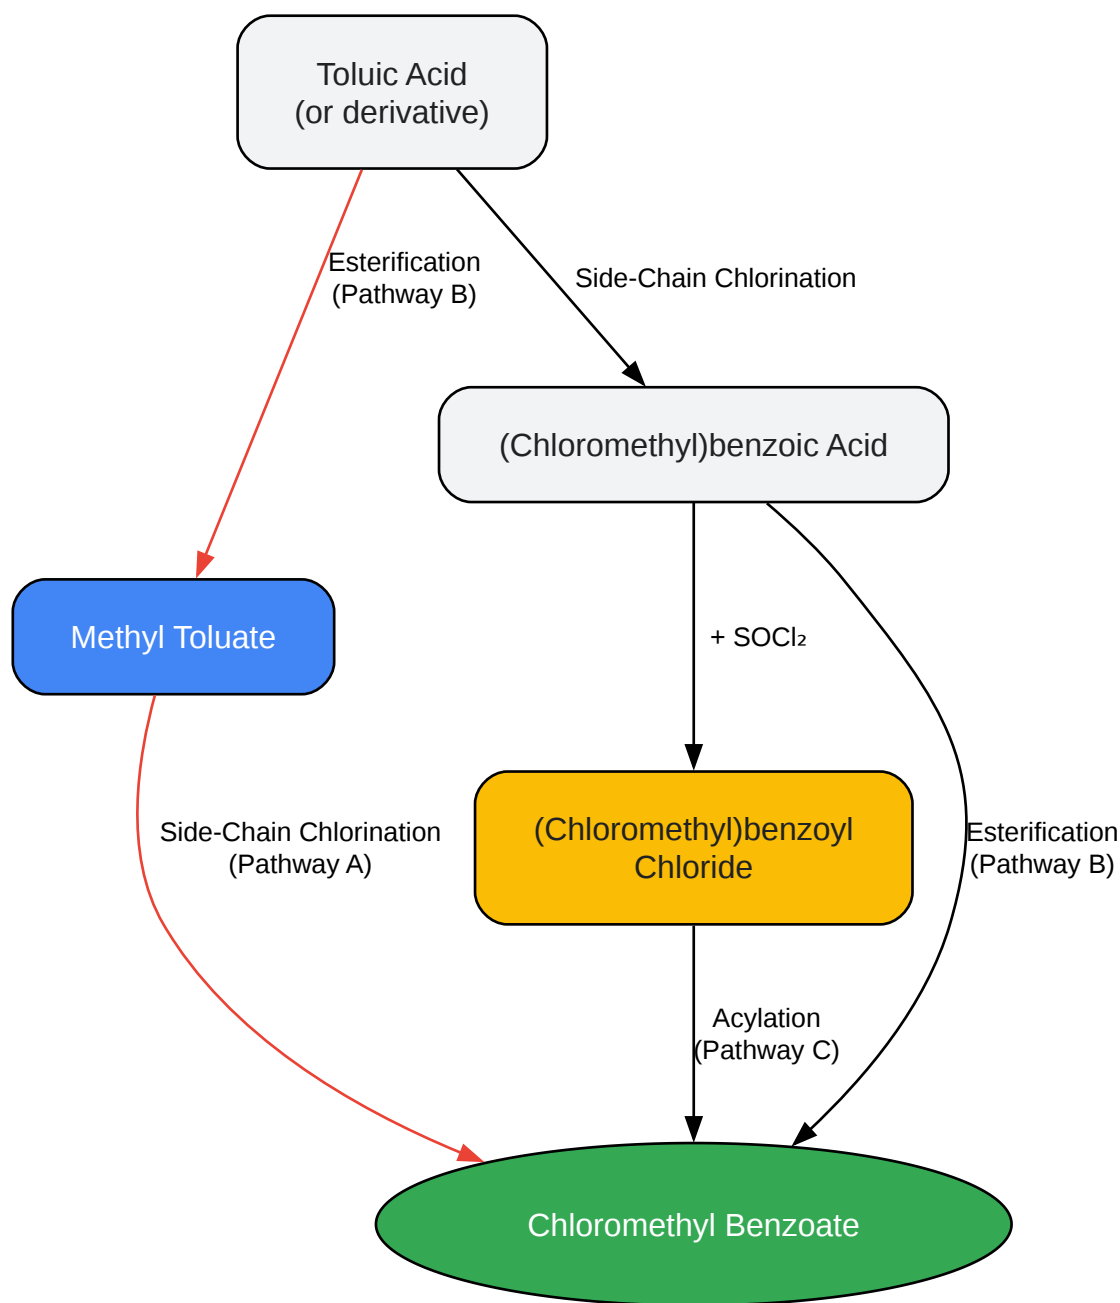 Toluic Acid
(or derivative)
Esterification
(Pathway B)
Side-Chain Chlorination
(Chloromethyl)benzoic Acid
Methyl Toluate
+ SOCl₂
(Chloromethyl)benzoyl
Chloride
Side-Chain Chlorination
(Pathway A)
Esterification
(Pathway B)
Acylation
(Pathway C)
Chloromethyl Benzoate